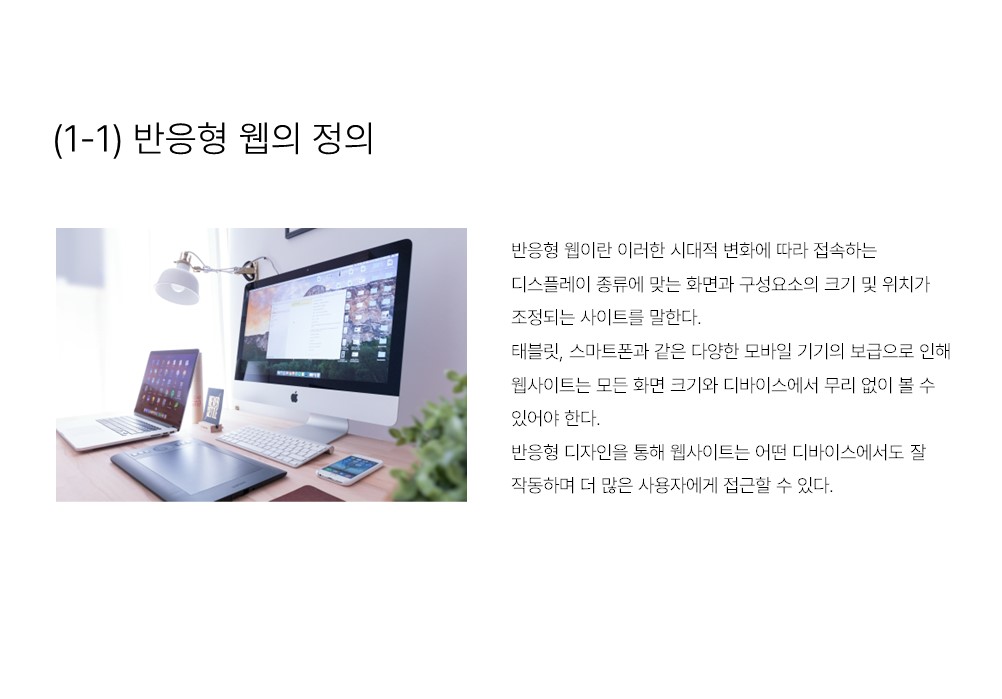 (1-1) 반응형 웹의 정의
반응형 웹이란 이러한 시대적 변화에 따라 접속하는
디스플레이 종류에 맞는 화면과 구성요소의 크기 및 위치가
조정되는 사이트를 말한다.
태블릿, 스마트폰과 같은 다양한 모바일 기기의 보급으로 인해
웹사이트는 모든 화면 크기와 디바이스에서 무리 없이 볼 수
있어야 한다.
반응형 디자인을 통해 웹사이트는 어떤 디바이스에서도 잘
작동하며 더 많은 사용자에게 접근할 수 있다.